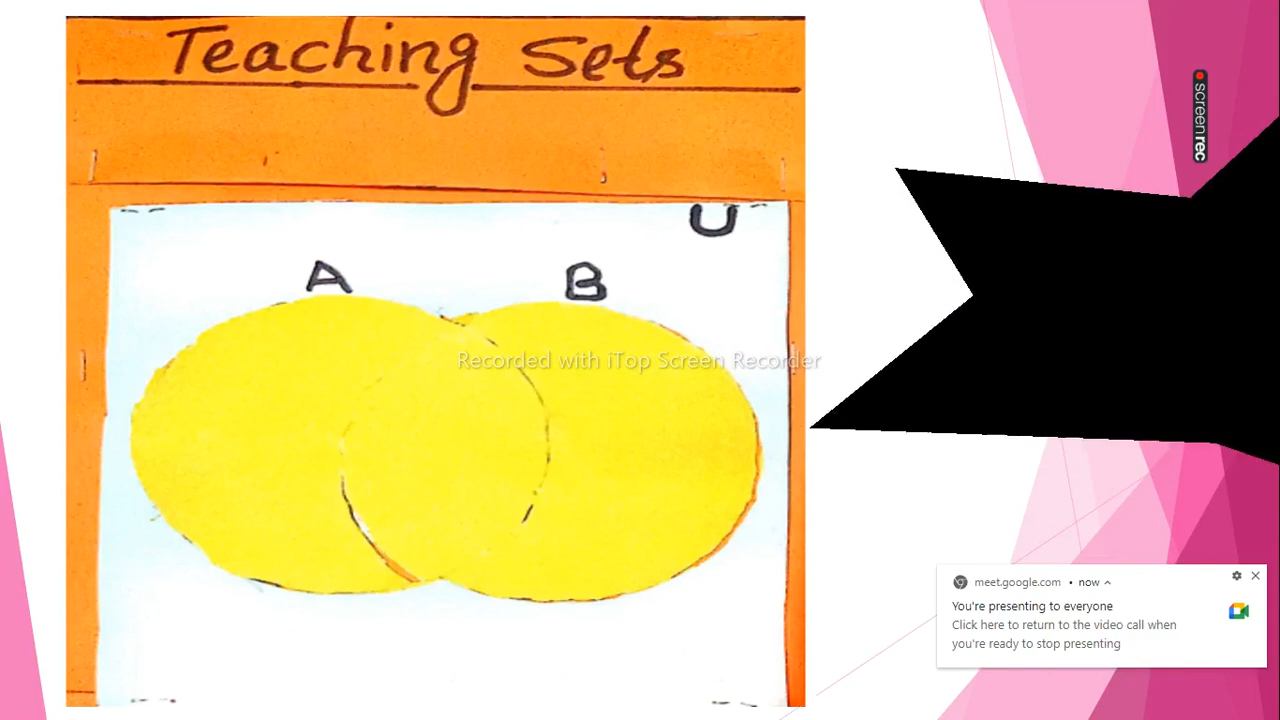 Teaching Sets
U
A
B
Recorded with iTop Screen Recorder
screenrec
meet.google.com • now
You're presenting to everyone
Click here to return to the video call when
you're ready to stop presenting